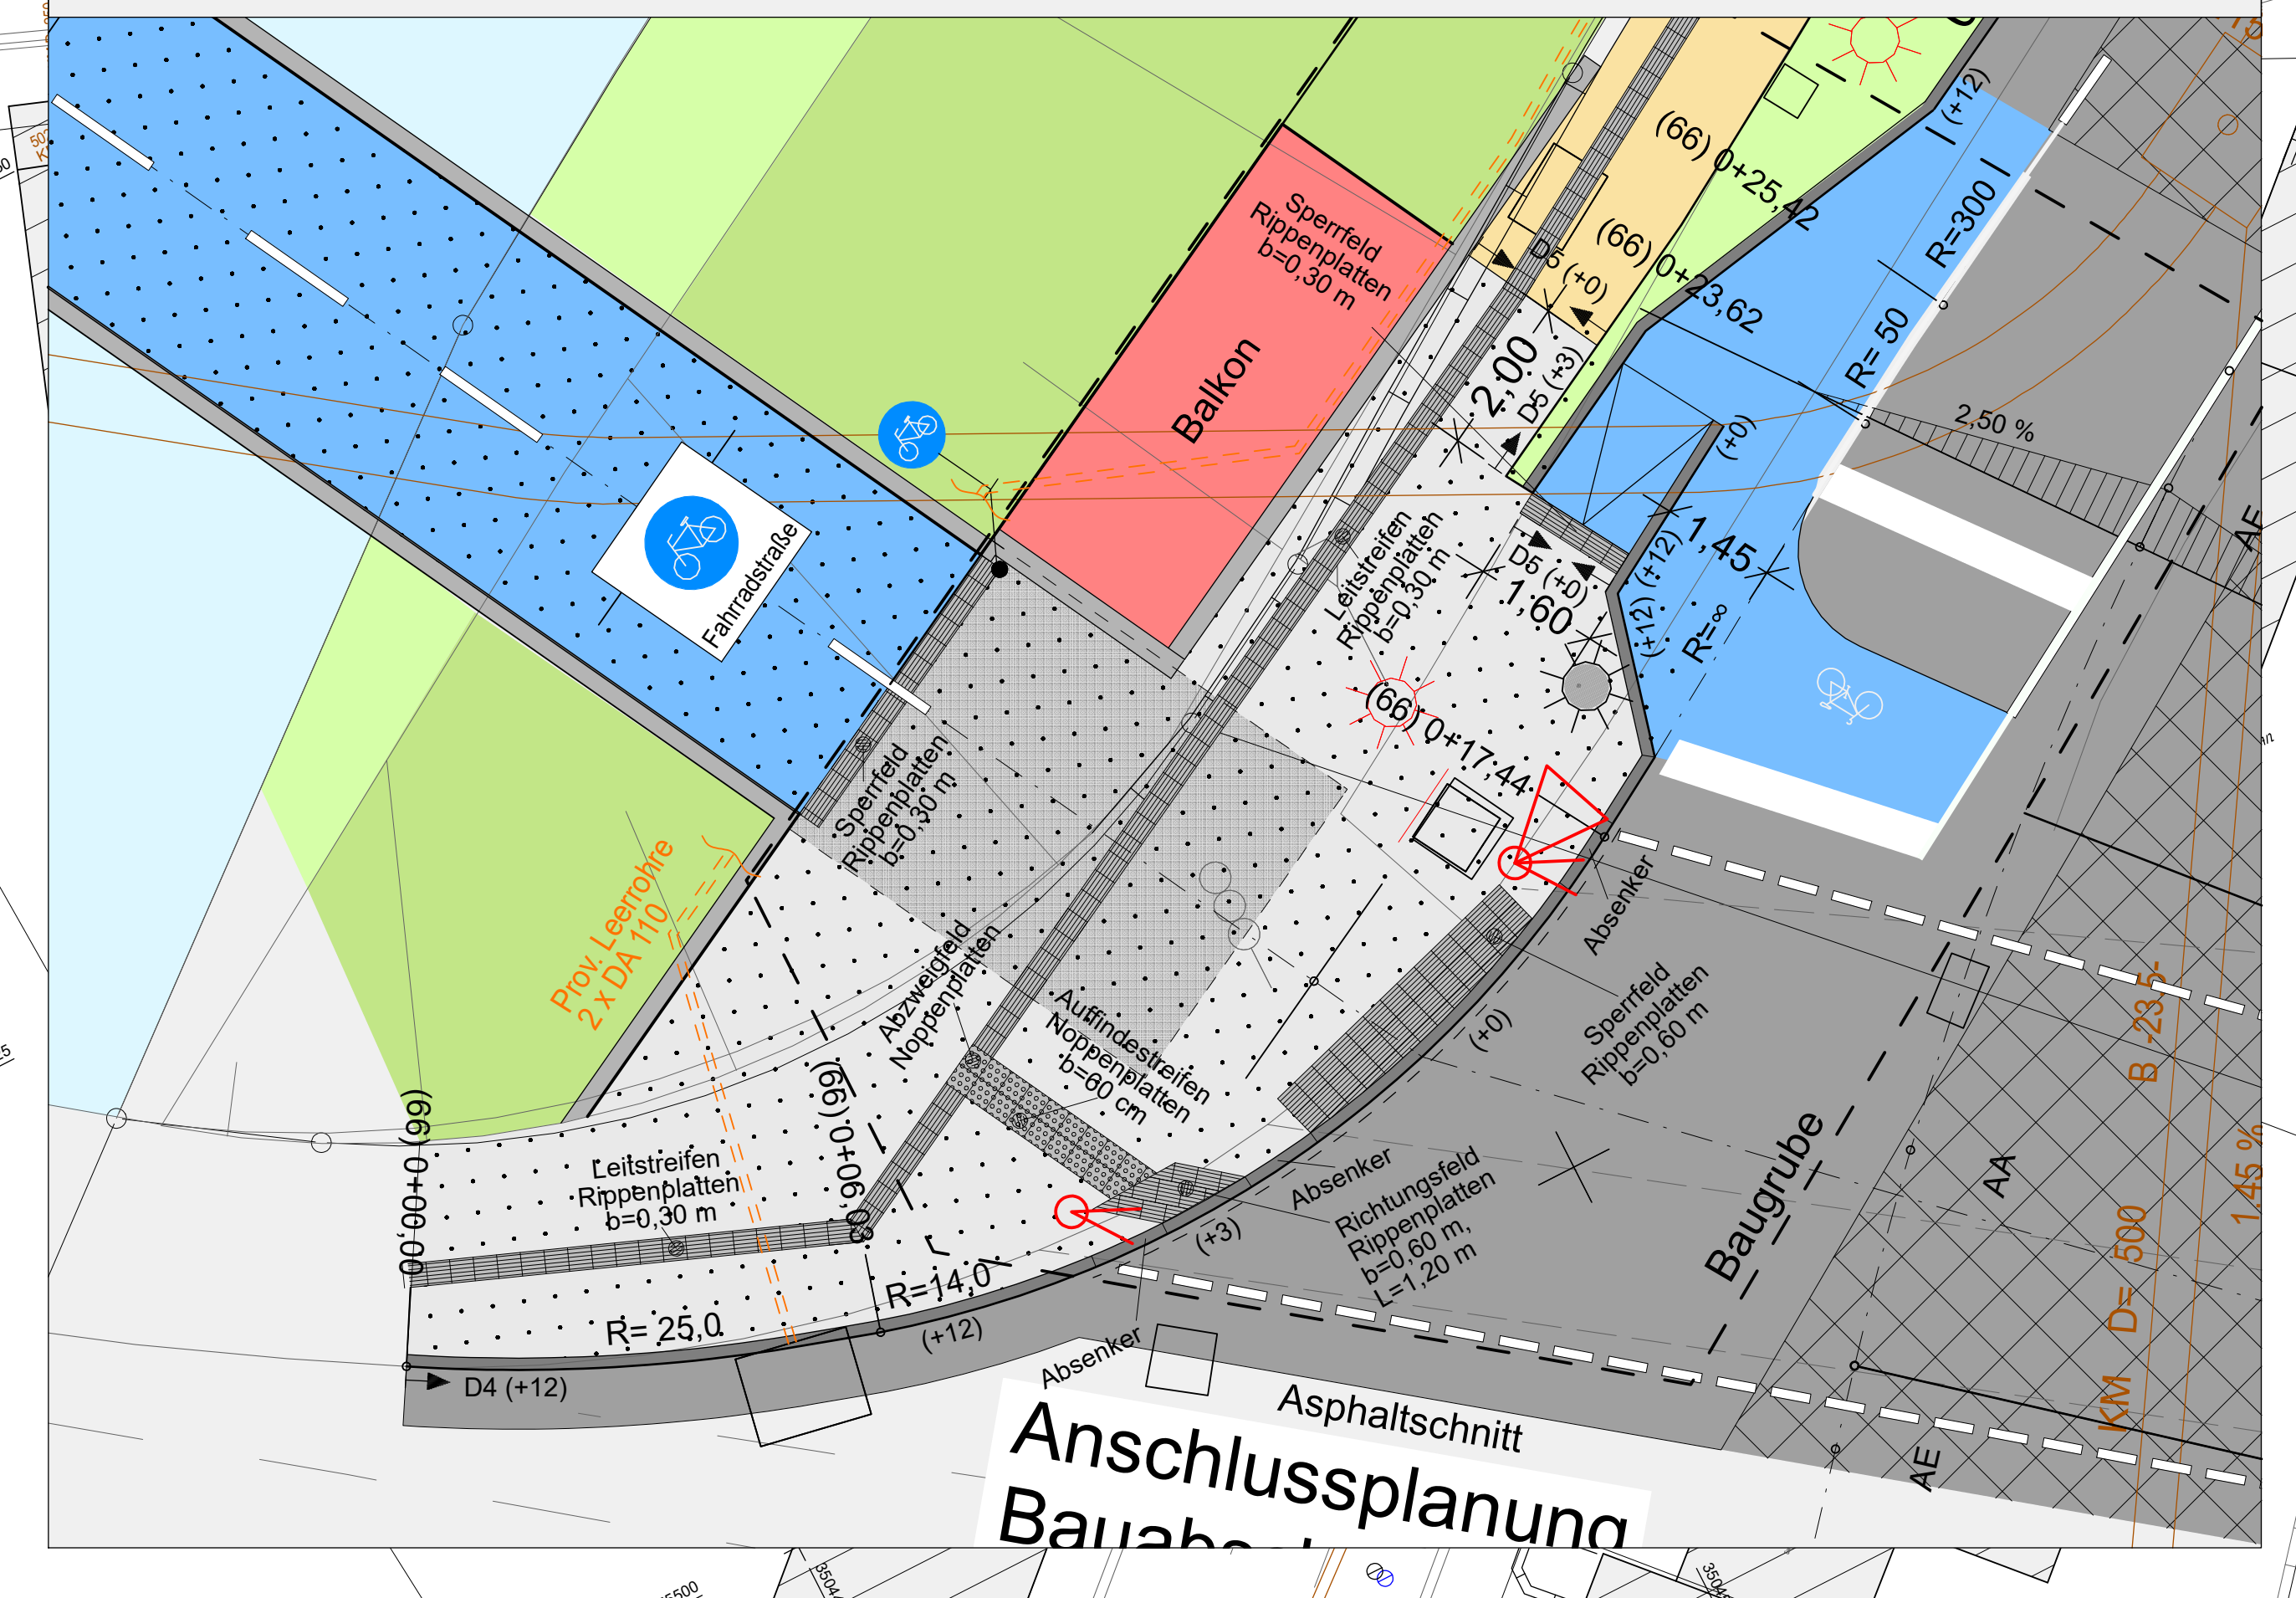 (+12)
(66) 0+25,42
R=300
Sperrfeld
Rippenplatten
b=0,30 m
D5 (+0)
(66) 0+23,62
Balkon
2,00
D5 (+3)
R= 50
2,50 %
(+0)
Fahrradstraße
Leitstreifen
Rippenplatten
b=0,30 m
D5 (+0)
1,60
1,45
(+12) (+12)
R=∞
AE
(66) 0+17,44
Sperrfeld
Rippenplatten
b=0,30 m
Prov. Leerrohre
2 x DA 110
Absenker
Abzweigfeld
Noppenplatten
Auffindestreifen
Noppenplatten
b=60 cm
(+0)
Sperrfeld
Rippenplatten
b=0,60 m
B -23,5-
(66) 0+00,00
(66) 0+06,03
Leitstreifen
Rippenplatten
b=0,30 m
Absenker
Richtungsfeld
Rippenplatten
b=0,60 m,
L=1,20 m
(+3)
Baugrube
AA
1,45 %
KM D= 500
R= 25,0
R=14,0
(+12)
D4 (+12)
Absenker
Asphaltschnitt
AE
Anschlussplanung